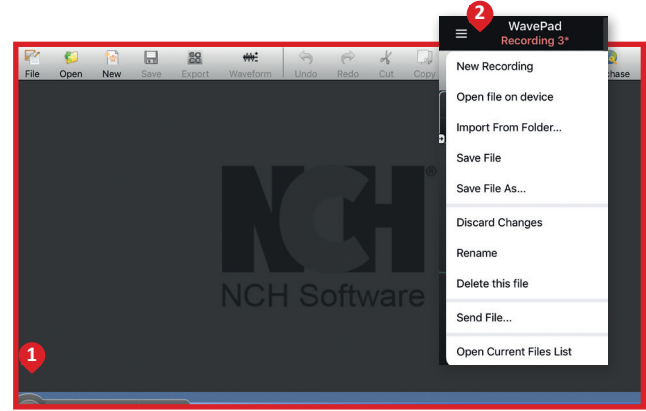 2
WavePad
Recording 3*
File Open New Save Export Waveform Undo Redo Cut Copy
New Recording
Open file on device
Import From Folder...
Save File
Save File As...
Discard Changes
Rename
Delete this file
Send File...
Open Current Files List
NCH®
NCH Software
1